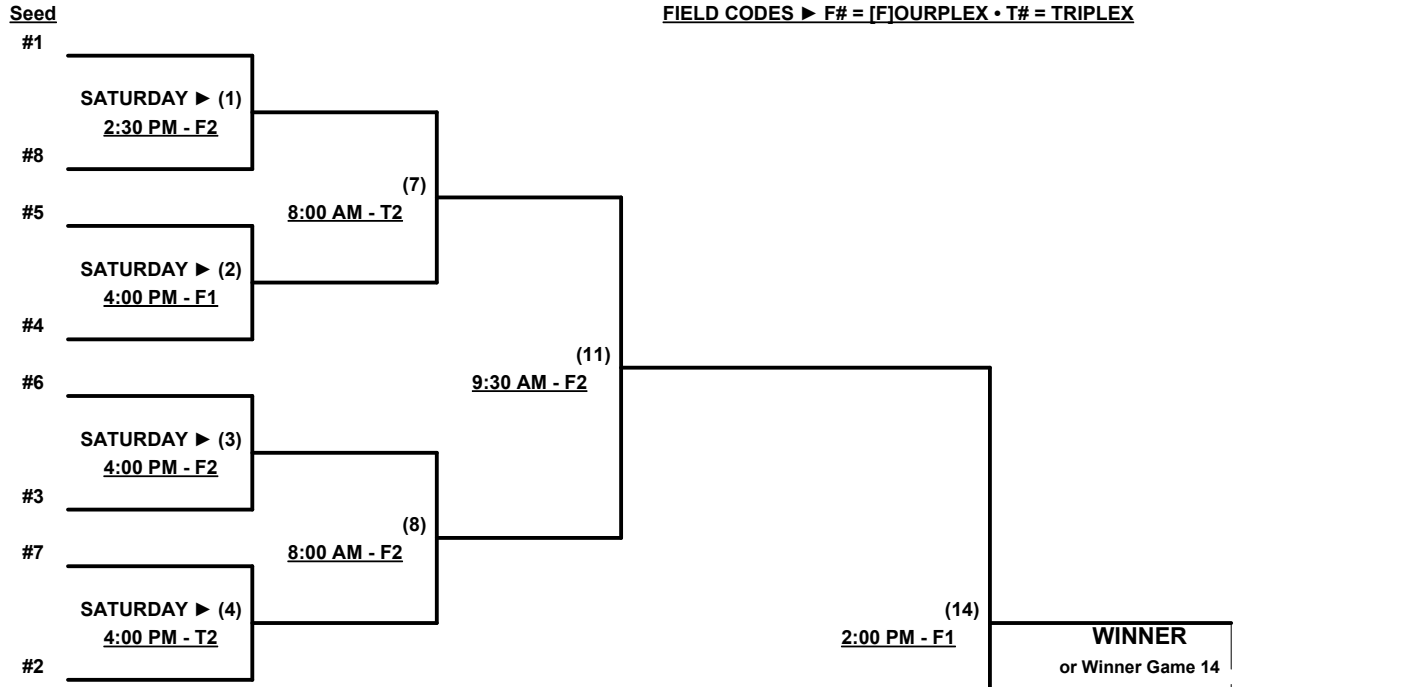 Seed
FIELD CODES ► F# = [F]OURPLEX • T# = TRIPLEX
#1
SATURDAY ► (1)
2:30 PM - F2
#8
(7)
8:00 AM - T2
#5
SATURDAY ► (2)
4:00 PM - F1
#4
(11)
9:30 AM - F2
#6
SATURDAY ► (3)
4:00 PM - F2
#3
(8)
8:00 AM - F2
#7
SATURDAY ► (4)
4:00 PM - T2
#2
(14)
2:00 PM - F1
WINNER
or Winner Game 14